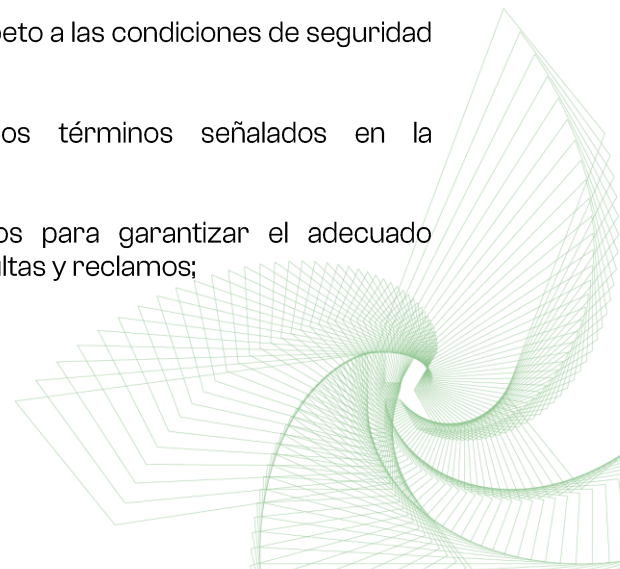 eto a las condiciones de seguridad
os términos señalados en la
os para garantizar el adecuado
ltas y reclamos;